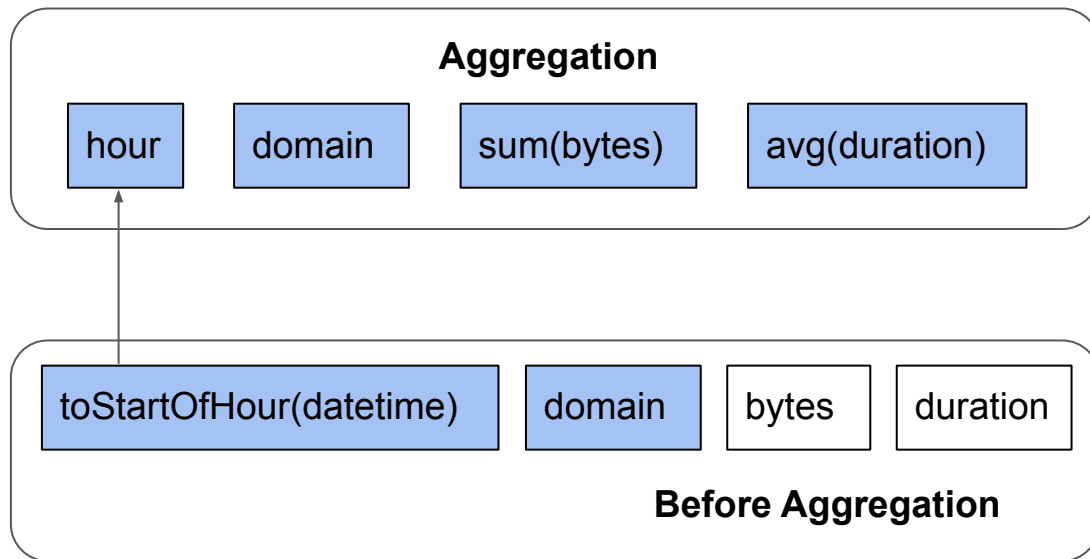 Aggregation
hour domain sum(bytes) avg(duration)
toStartOfHour(datetime) domain bytes duration
Before Aggregation